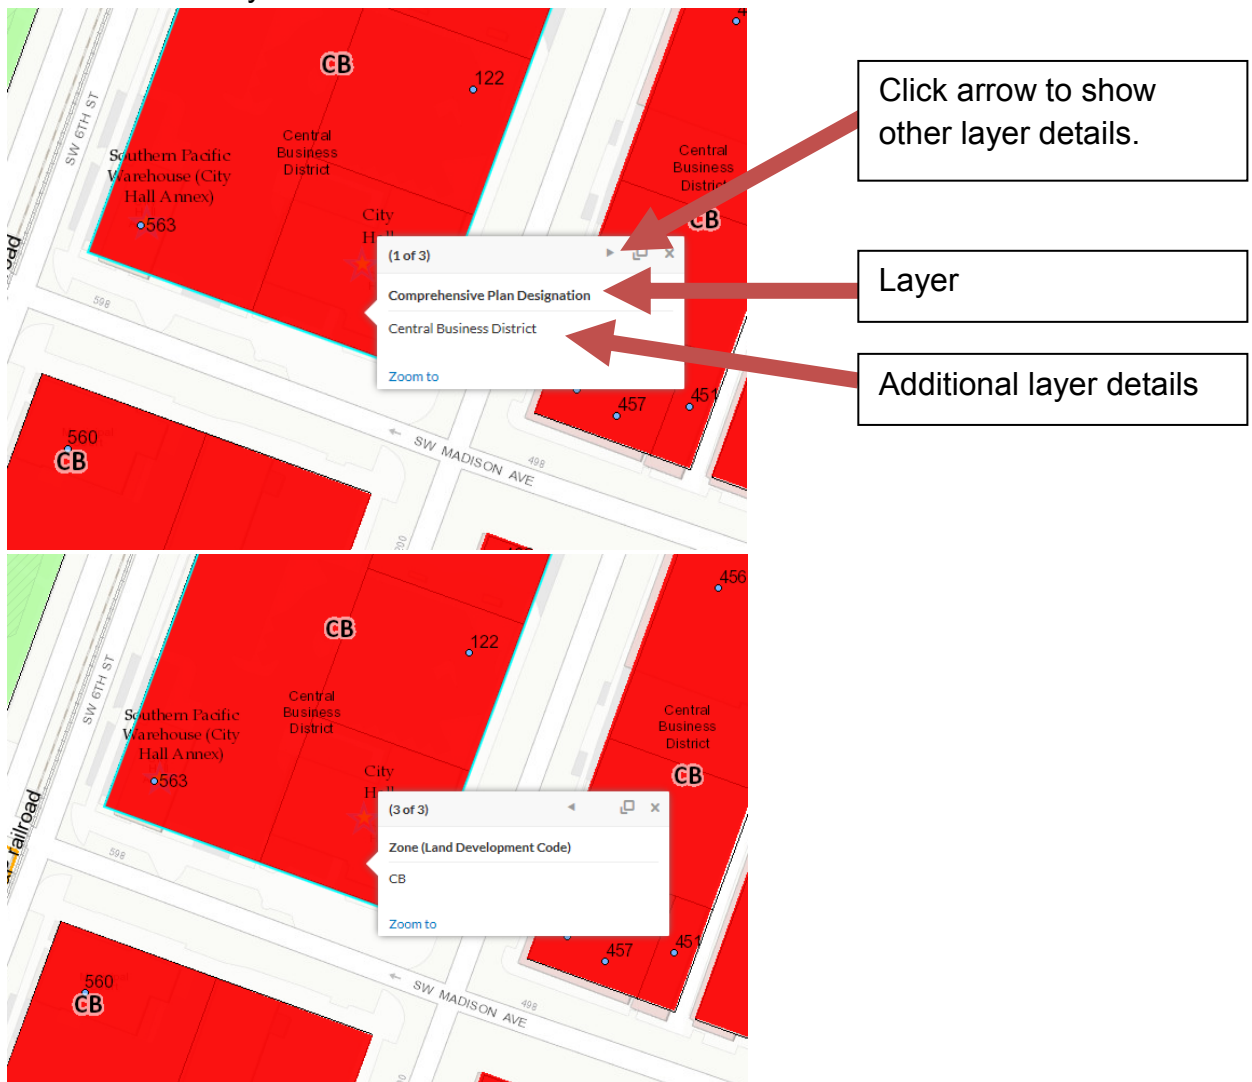 CB
122
SW 6TH ST
Central
Business
District
Southern Pacific
Warehouse (City
Hall Annex)
563
City
Central
Business
District
CB
(1 of 3)
Comprehensive Plan Designation
Central Business District
Zoom to
598
457
451
560
CB
← SW MADISON AVE
498
Click arrow to show
other layer details.
Layer
Additional layer details
CB
122
456
SW 6TH ST
Central
Business
District
Southern Pacific
Warehouse (City
Hall Annex)
563
City
Central
Business
District
CB
railroad
(3 of 3)
Zone (Land Development Code)
CB
Zoom to
598
457
451
560
CB
← SW MADISON AVE
498